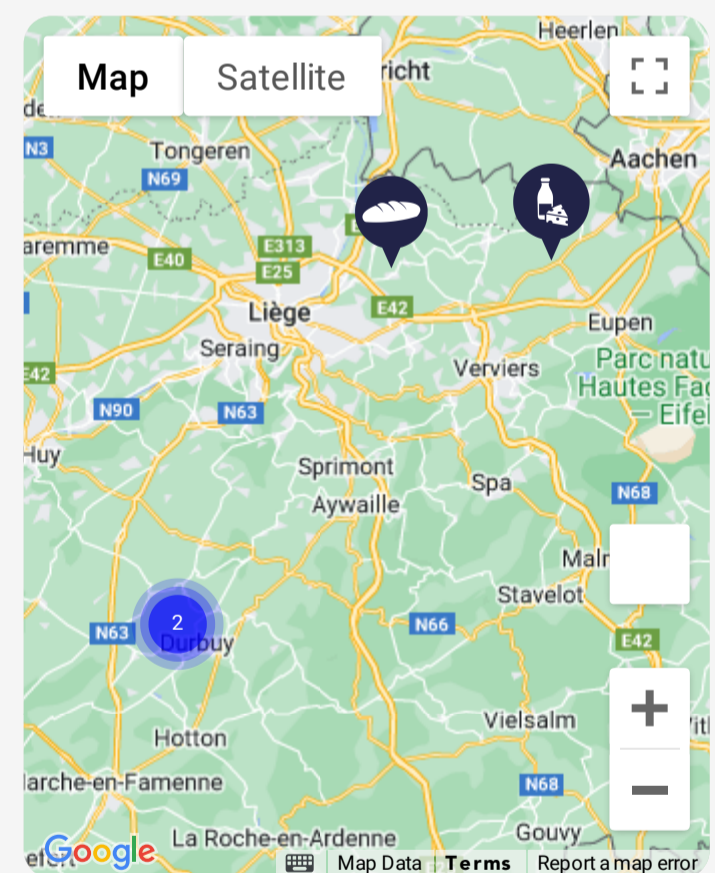 Heerlen
Map
Satellite
richt
de
N3
Tongeren
Aachen
N69
aremme
E313
E40
E25
Liège
E42
Eupen
Seraing
Verviers
Parc natu
Hautes Fag
– Eifel
E42
N90
N63
Huy
Sprimont
Spa
N68
Aywaille
Malm
Stavelot
2
N63
Durbuy
N66
E42
Vielsalm
Hotton
N68
arche-en-Famenne
La Roche-en-Ardenne
Gouvy
Google
Map Data
Terms
Report a map error